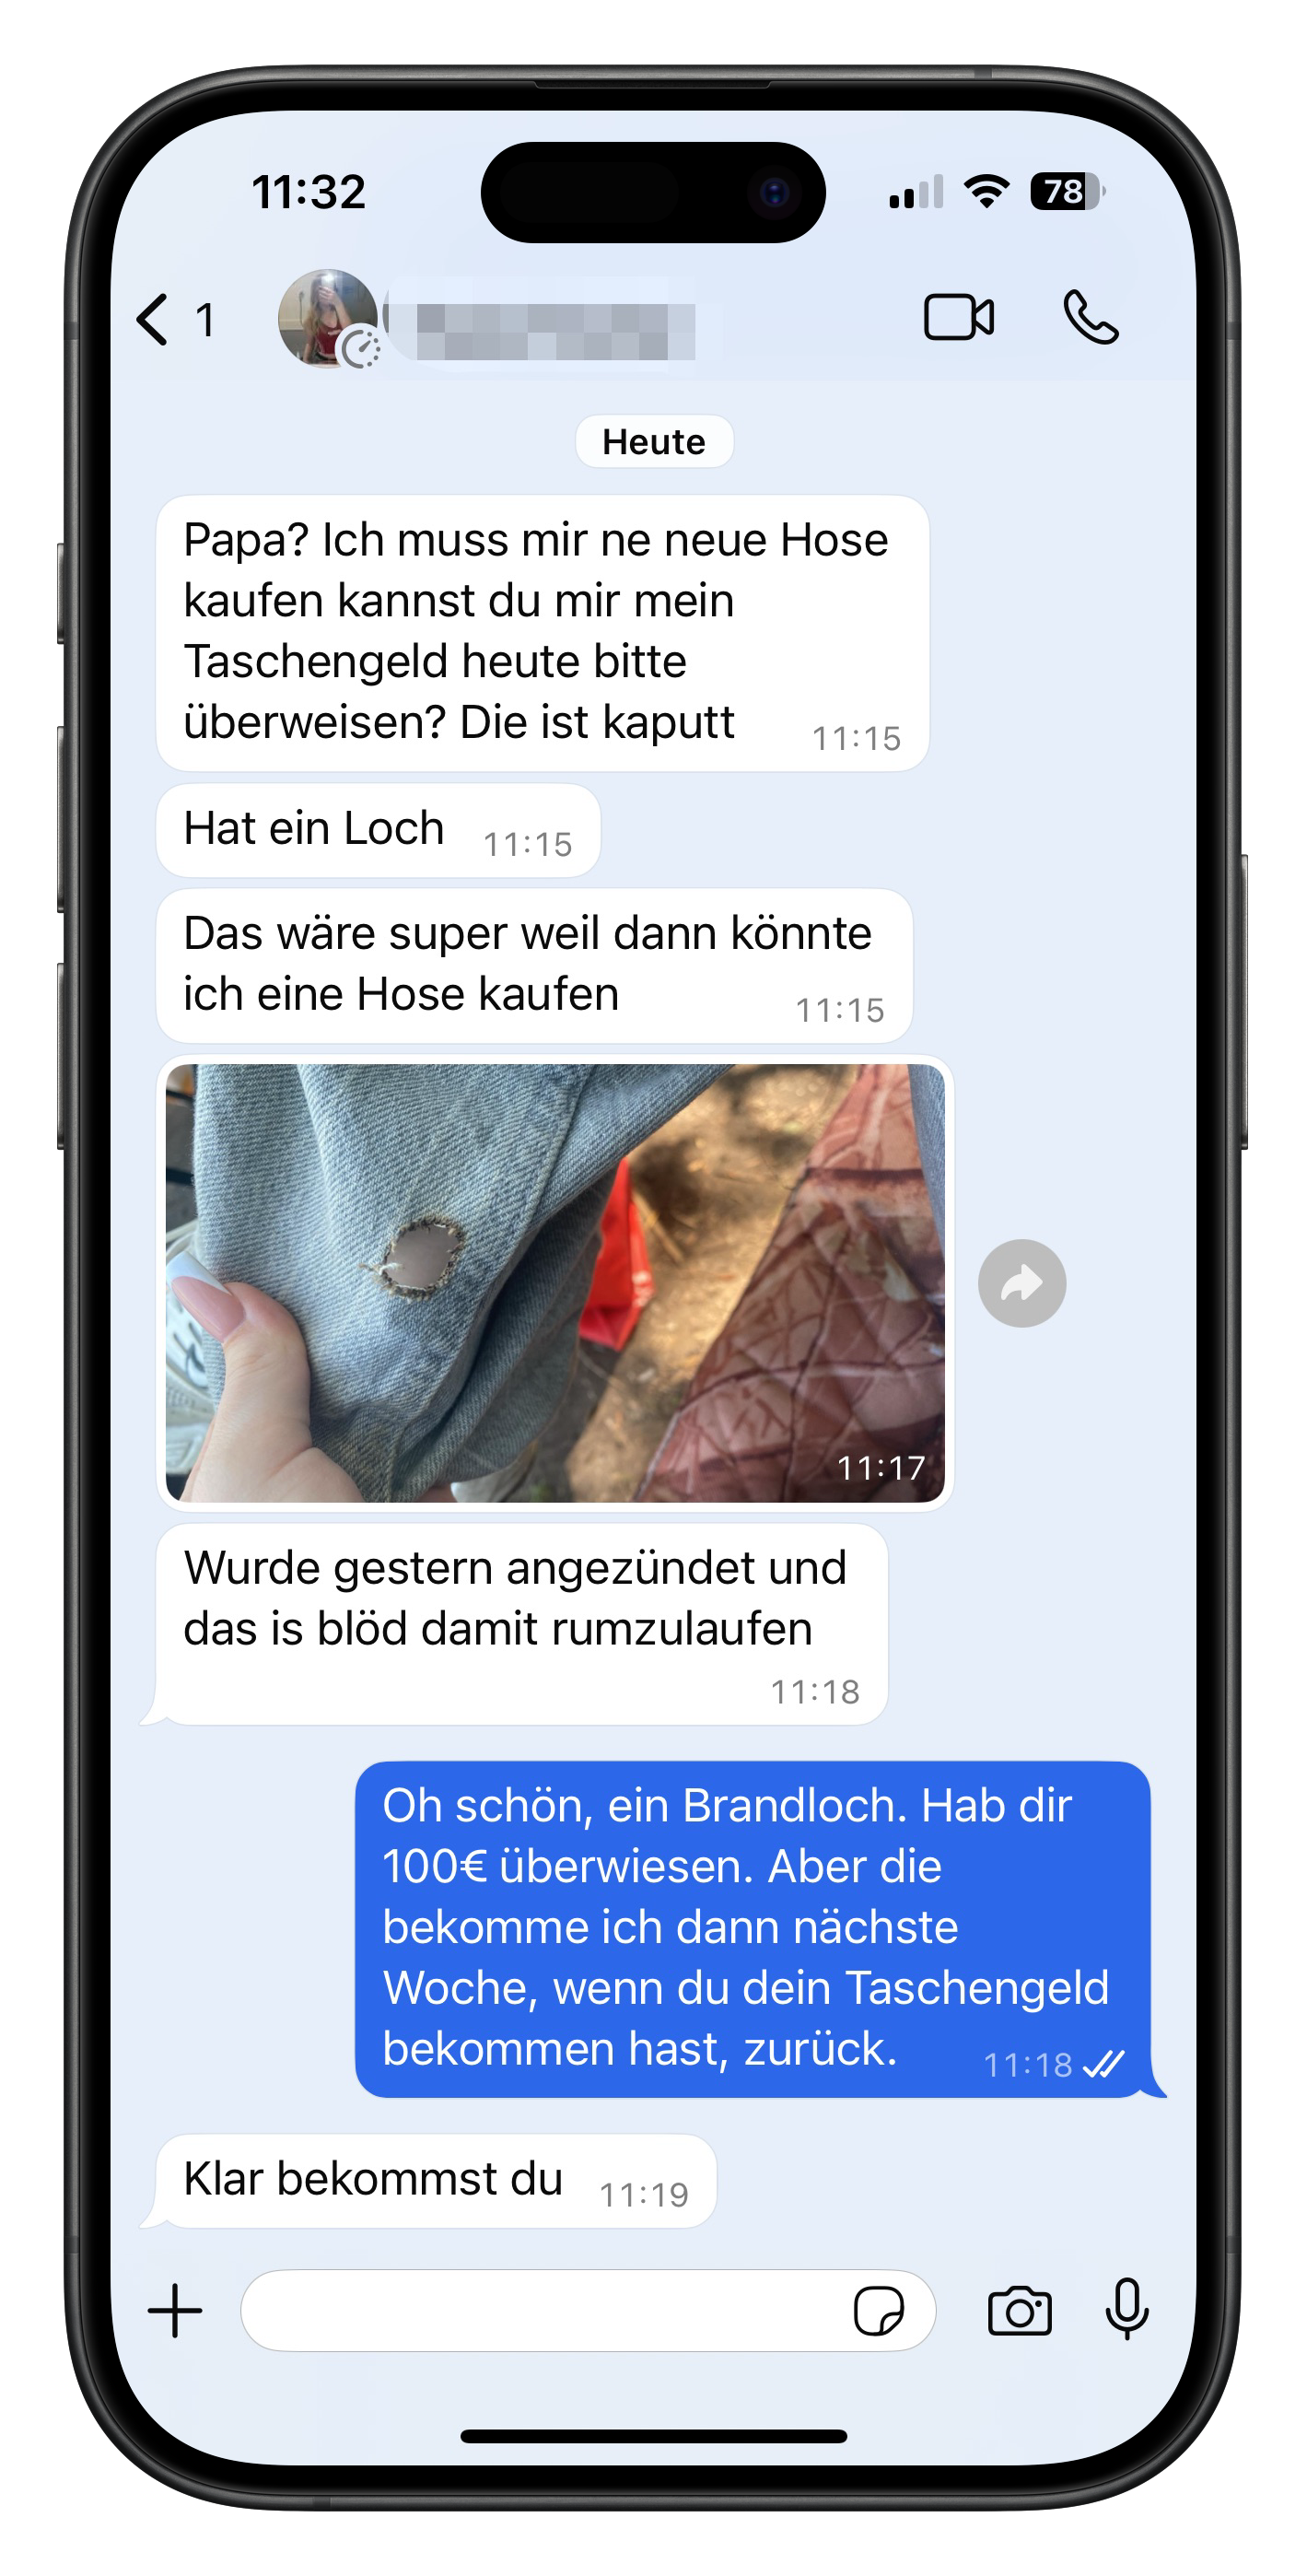 11:32
78
1
Heute
Papa? Ich muss mir ne neue Hose
kaufen kannst du mir mein
Taschengeld heute bitte
überweisen? Die ist kaputt
11:15
Hat ein Loch
11:15
Das wäre super weil dann könnte
ich eine Hose kaufen
11:15
11:17
Wurde gestern angezündet und
das is blöd damit rumzulaufen
11:18
Oh schön, ein Brandloch. Hab dir
100€ überwiesen. Aber die
bekomme ich dann nächste
Woche, wenn du dein Taschengeld
bekommen hast, zurück.
11:18
Klar bekommst du
11:19